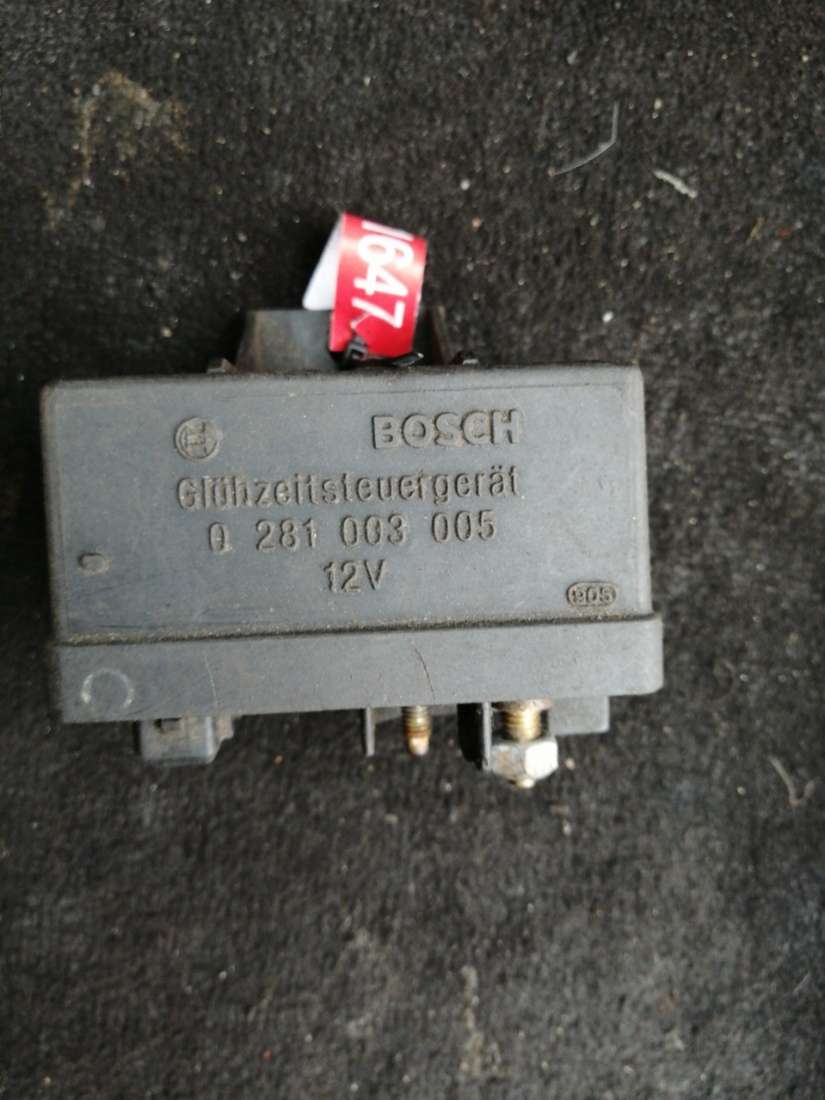 1647
BOSCH
Glühzeitsteuergerät
0 281 003 005
12V
905